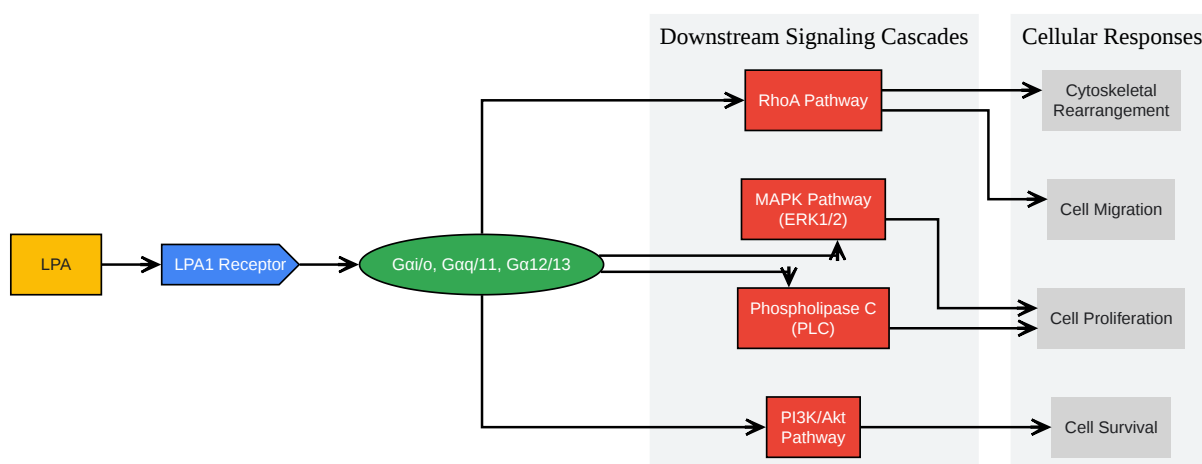 Downstream Signaling Cascades
Cellular Responses
RhoA Pathway
Cytoskeletal
Rearrangement
MAPK Pathway
(ERK1/2)
Cell Migration
LPA
LPA1 Receptor
Gαi/o, Gαq/11, Gα12/13
Phospholipase C
(PLC)
Cell Proliferation
PI3K/Akt
Pathway
Cell Survival